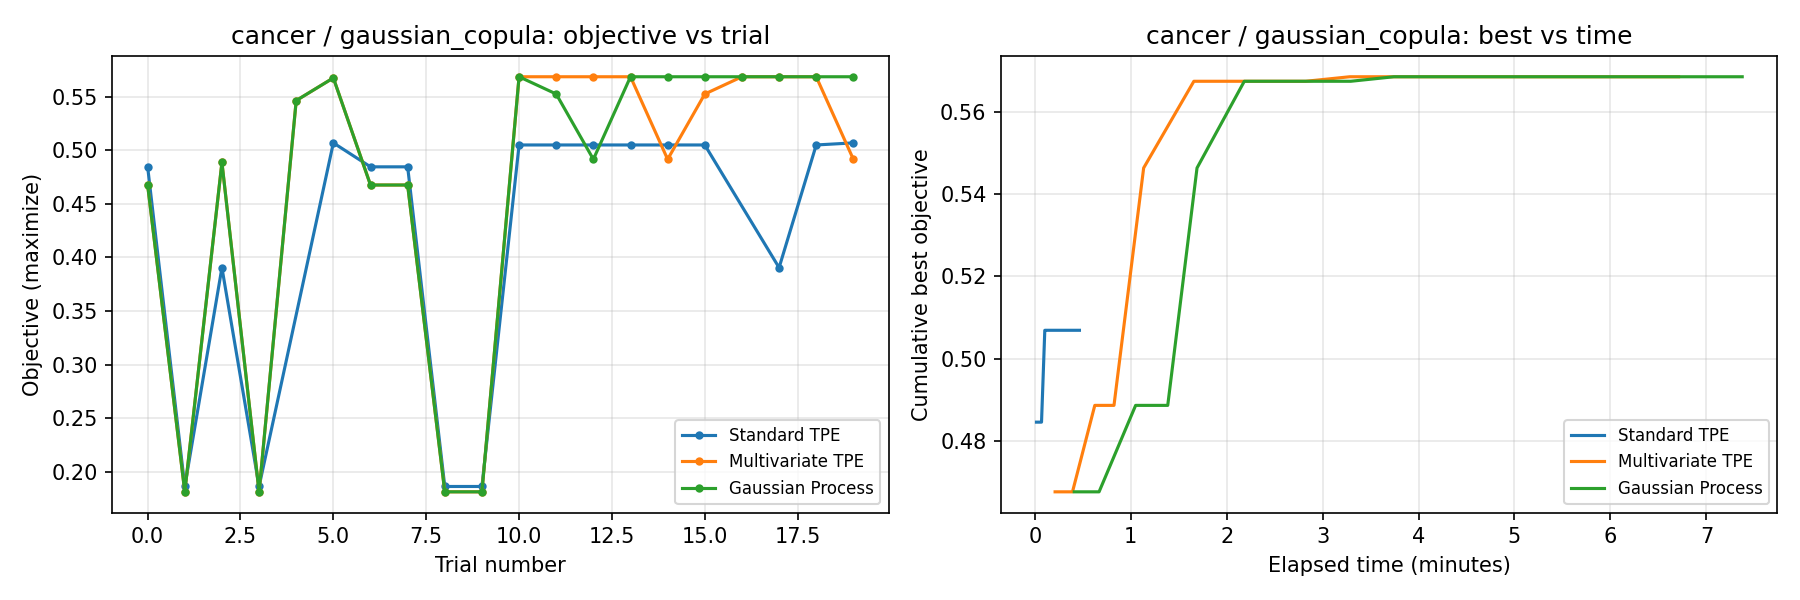 cancer / gaussian_copula: objective vs trial
Objective (maximize)
0.55
0.50
0.45
0.40
0.35
0.30
0.25
0.20
0.0 2.5 5.0 7.5 10.0 12.5 15.0 17.5
Trial number
Standard TPE
Multivariate TPE
Gaussian Process
cancer / gaussian_copula: best vs time
Cumulative best objective
0.56
0.54
0.52
0.50
0.48
0 1 2 3 4 5 6 7
Elapsed time (minutes)
Standard TPE
Multivariate TPE
Gaussian Process